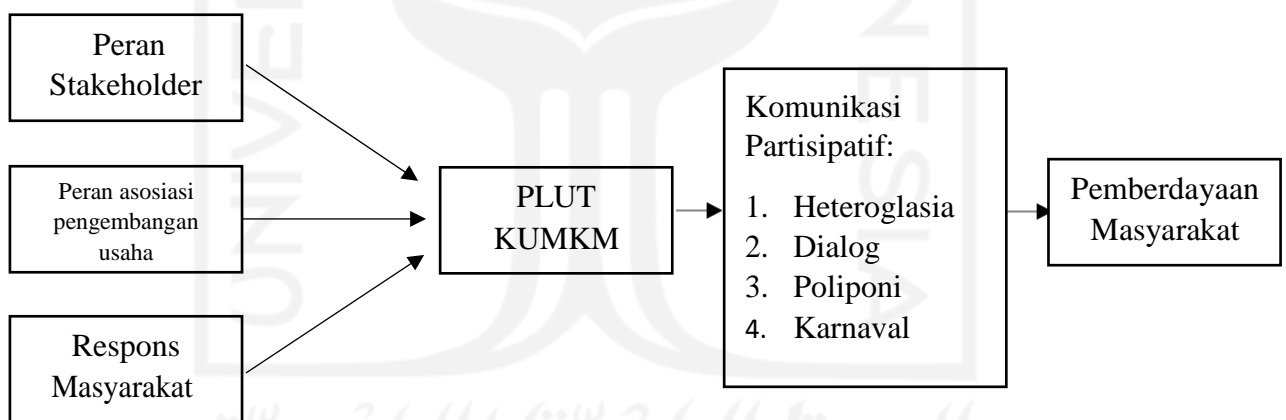 Peran
Stakeholder
Peran asosiasi
pengembangan
usaha
Respons
Masyarakat
PLUT
KUMKM
Komunikasi
Partisipatif:
1. Heteroglasia
2. Dialog
3. Poliponi
4. Karnaval
Pemberdayaan
Masyarakat